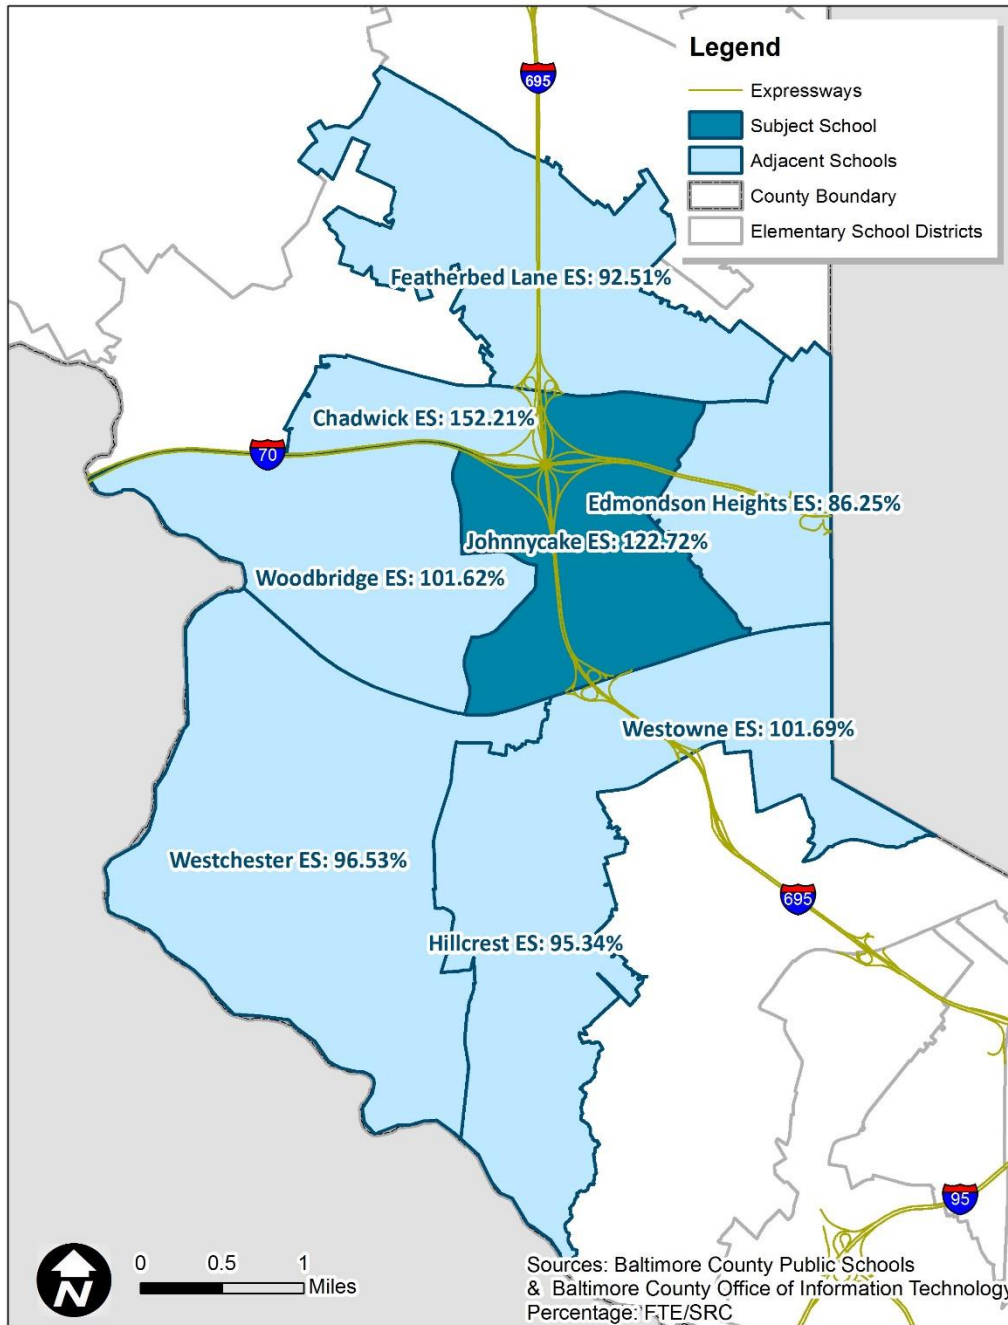 695
Legend
Expressways
Subject School
Adjacent Schools
County Boundary
Elementary School Districts
Featherbed Lane ES: 92.51%
Chadwick ES: 152.21%
70
Edmondson Heights ES: 86.25%
Johnnycake ES: 122.72%
Woodbridge ES: 101.62%
Westowne ES: 101.69%
Westchester ES: 96.53%
695
Hillcrest ES: 95.34%
95
N
0 0.5 1
Miles
Sources: Baltimore County Public Schools
& Baltimore County Office of Information Technology
Percentage: FTE/SRC